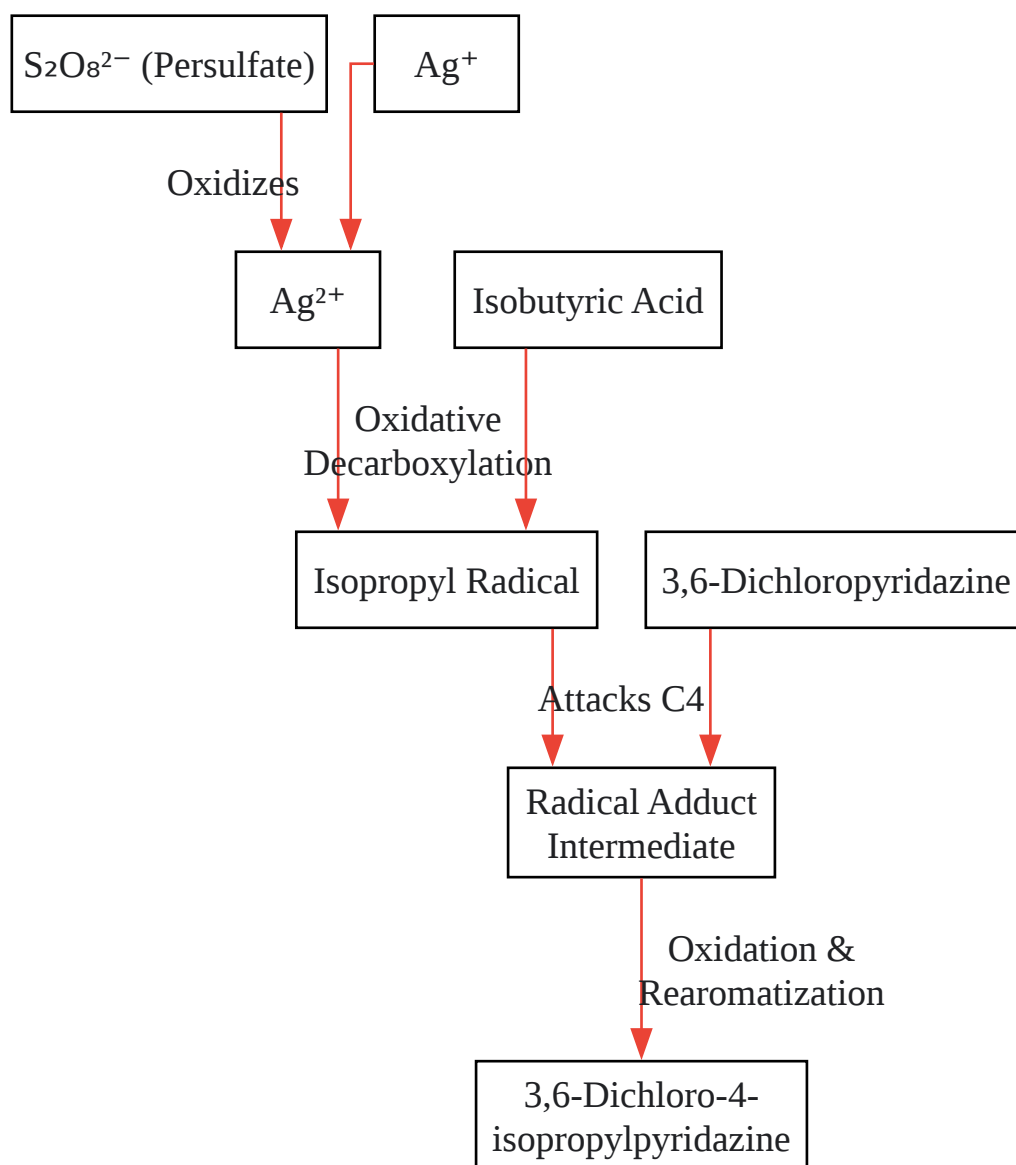 S₂O₈²⁻ (Persulfate)
Ag⁺
Oxidizes
Ag²⁺
Isobutyric Acid
Oxidative
Decarboxylation
Isopropyl Radical
3,6-Dichloropyridazine
Attacks C4
Radical Adduct
Intermediate
Oxidation &
Rearomatization
3,6-Dichloro-4-
isopropylpyridazine